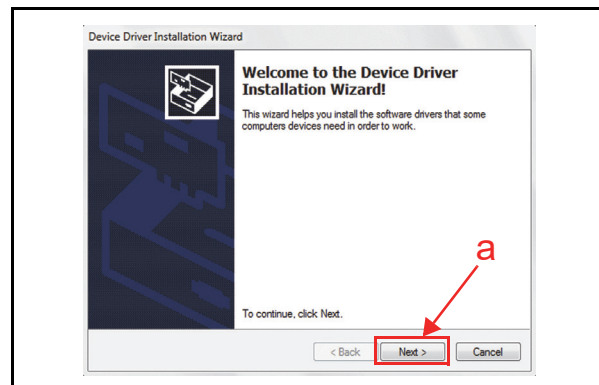 Device Driver Installation Wizard
Welcome to the Device Driver
Installation Wizard!
This wizard helps you install the software drivers that some
computers devices need in order to work.
a
To continue, click Next.
< Back
Next >
Cancel